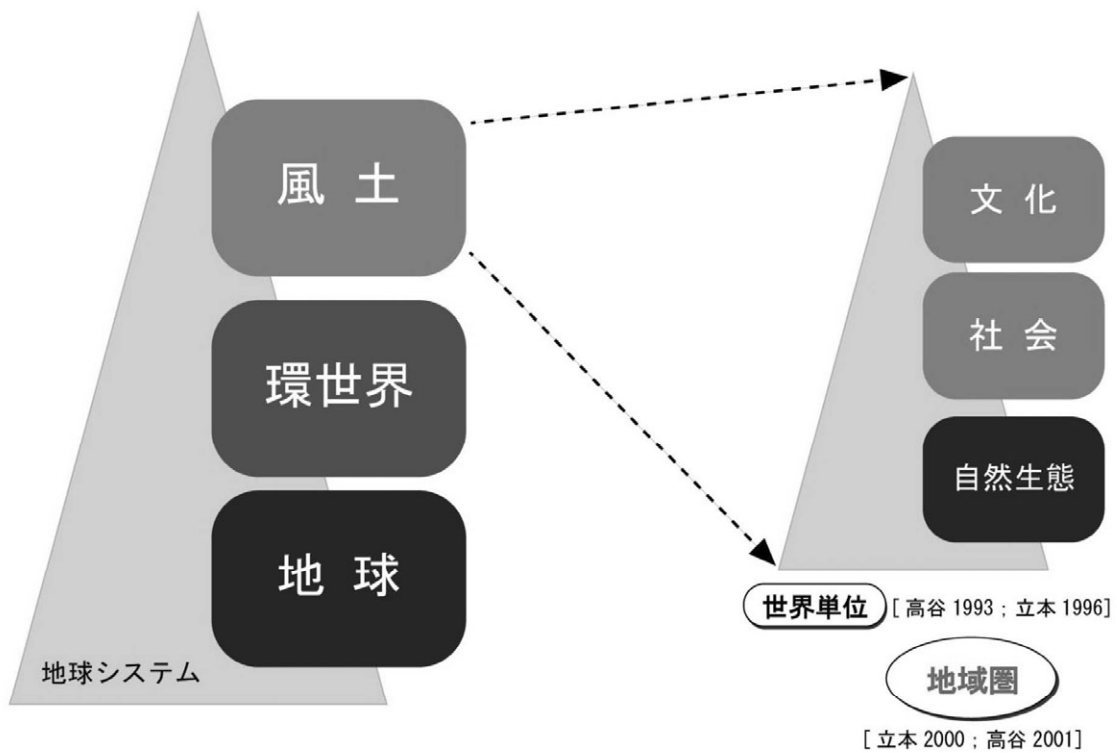 風 土
環世界
地 球
地球システム
文 化
社 会
自然生態
世界単位 [ 高谷 1993 ; 立本 1996]
地域圏
[ 立本 2000 ; 高谷 2001]